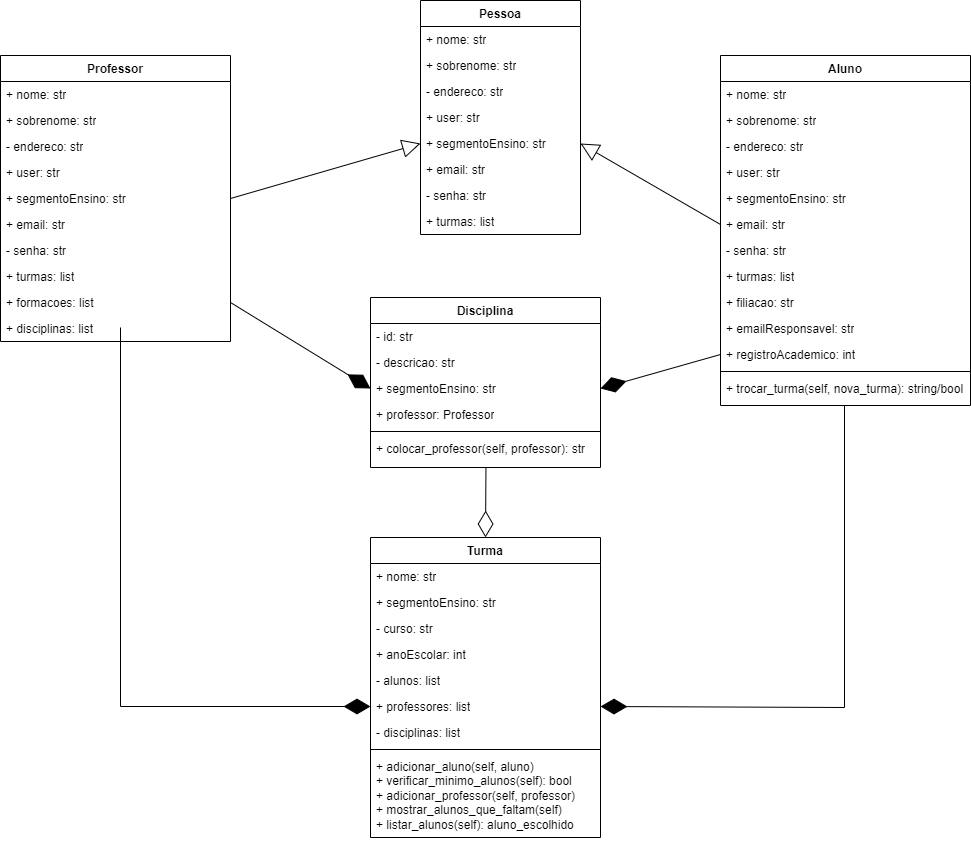 Pessoa
+ nome: str
+ sobrenome: str
- endereco: str
+ user: str
+ segmentoEnsino: str
+ email: str
- senha: str
+ turmas: list
Professor
+ nome: str
+ sobrenome: str
- endereco: str
+ user: str
+ segmentoEnsino: str
+ email: str
- senha: str
+ turmas: list
+ formacoes: list
+ disciplinas: list
Aluno
+ nome: str
+ sobrenome: str
- endereco: str
+ user: str
+ segmentoEnsino: str
+ email: str
- senha: str
+ turmas: list
+ filiacao: str
+ emailResponsavel: str
+ registroAcademico: int
+ trocar_turma(self, nova_turma): string/bool
Disciplina
- id: str
- descricao: str
+ segmentoEnsino: str
+ professor: Professor
+ colocar_professor(self, professor): str
Turma
+ nome: str
+ segmentoEnsino: str
- curso: str
+ anoEscolar: int
- alunos: list
+ professores: list
- disciplinas: list
+ adicionar_aluno(self, aluno)
+ verificar_minimo_alunos(self): bool
+ adicionar_professor(self, professor)
+ mostrar_alunos_que_faltam(self)
+ listar_alunos(self): aluno_escolhido